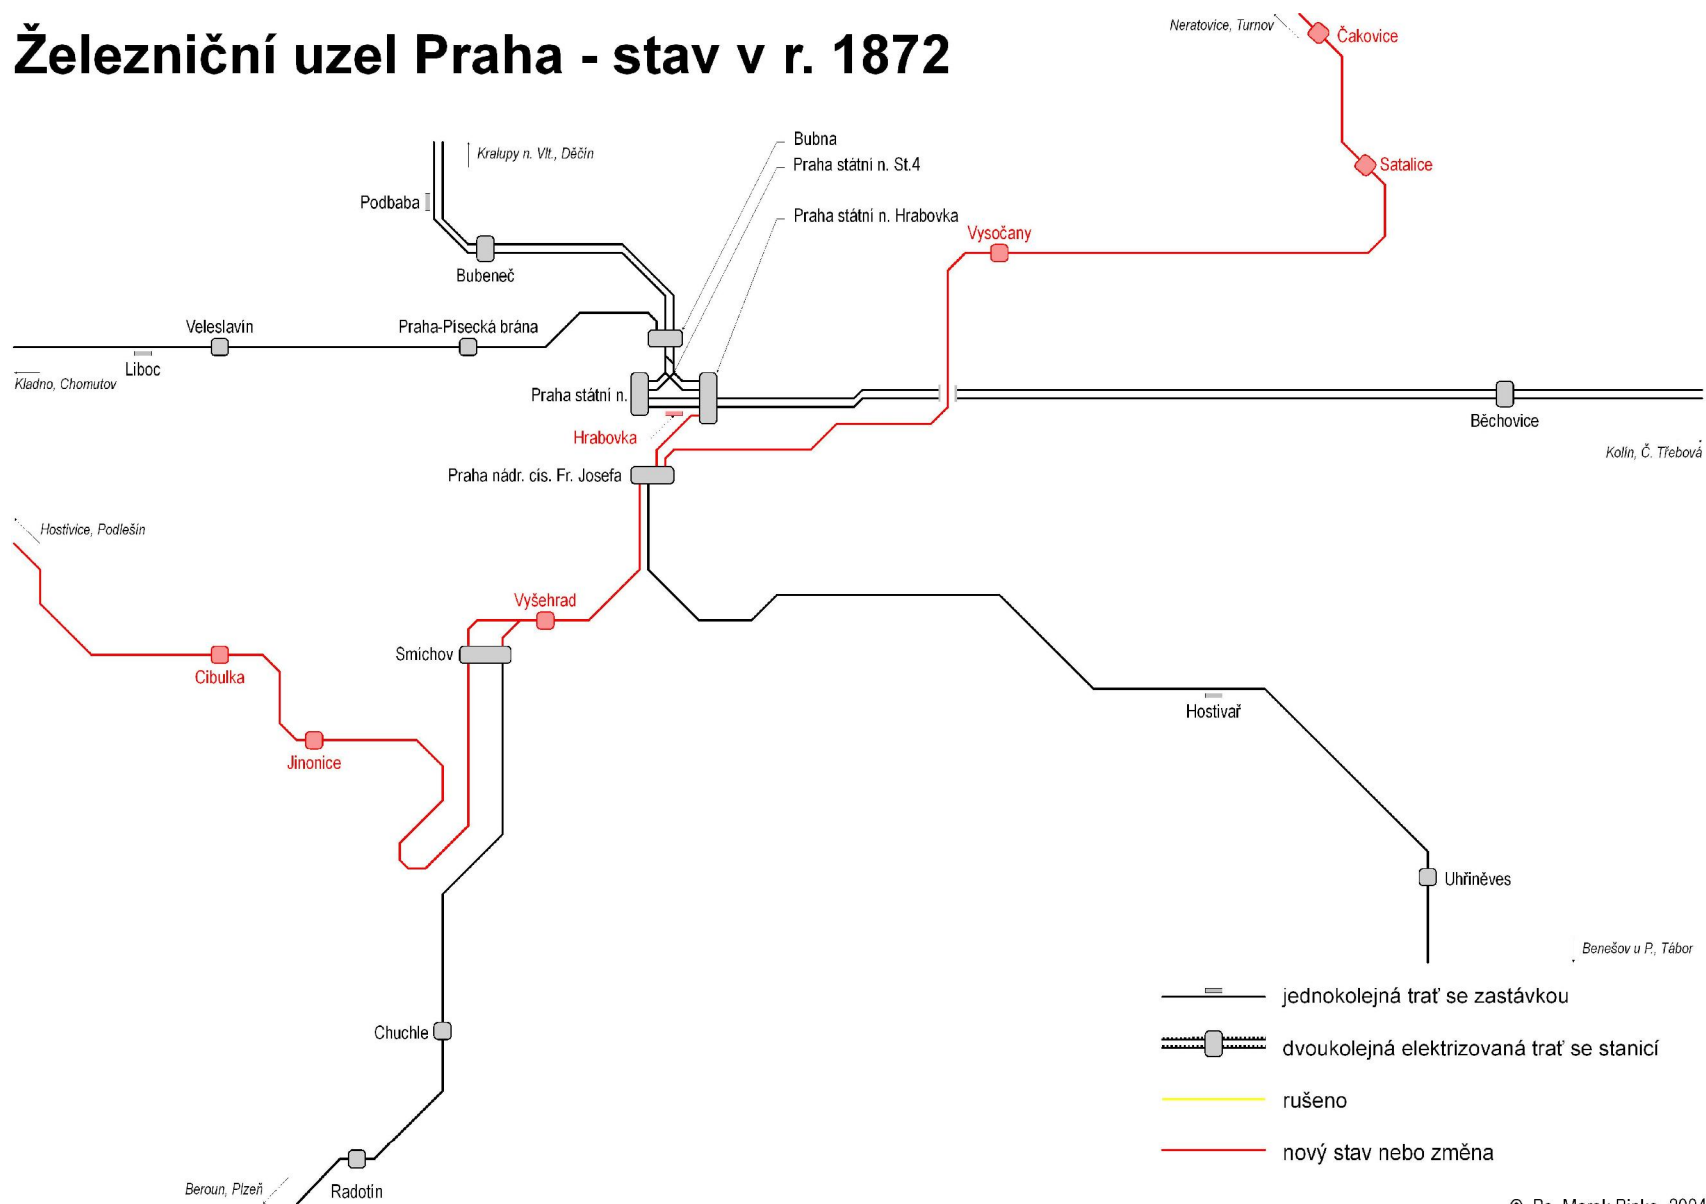 Železniční uzel Praha - stav v r. 1872
Neratovice, Turnov
Čakovice
Bubna
Kralupy n. Vlt., Děčín
Praha státní n. St.4
Satalice
Podbaba
Praha státní n. Hrabovka
Vysočany
Bubeneč
Veleslavín
Praha-Písecká brána
Liboc
Kladno, Chomutov
Praha státní n.
Běchovice
Hrabovka
Kolín, Č. Třebová
Praha nádr. cís. Fr. Josefa
Hostivice, Podlešín
Vyšehrad
Smíchov
Cibulka
Hostivař
Jinonice
Uhříněves
Benešov u P., Tábor
jednokolejná trať se zastávkou
Chuchle
dvoukolejná elektrizovaná trať se stanicí
rušeno
nový stav nebo změna
Beroun, Plzeň
Radotín